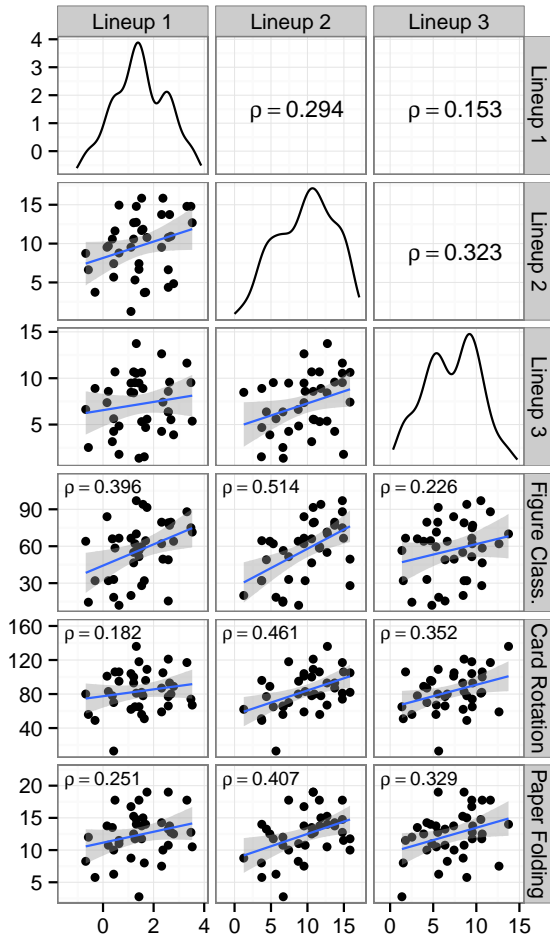 Lineup 1 Lineup 2 Lineup 3
4
3
2
1
0
ρ = 0.294
ρ = 0.153
Lineup 1
15
10
5
ρ = 0.323
Lineup 2
15
10
5
Lineup 3
90
60
30
ρ = 0.396
ρ = 0.514
ρ = 0.226
Figure Class.
160
120
80
40
ρ = 0.182
ρ = 0.461
ρ = 0.352
Card Rotation
20
15
10
5
ρ = 0.251
ρ = 0.407
ρ = 0.329
Paper Folding
0 2 4 0 5 10 15 0 5 10 15